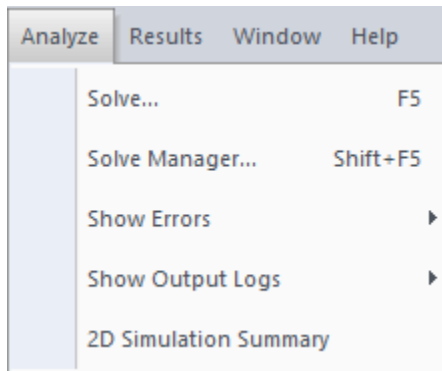 Analyze Results Window Help
Solve... F5
Solve Manager... Shift+F5
Show Errors
Show Output Logs
2D Simulation Summary